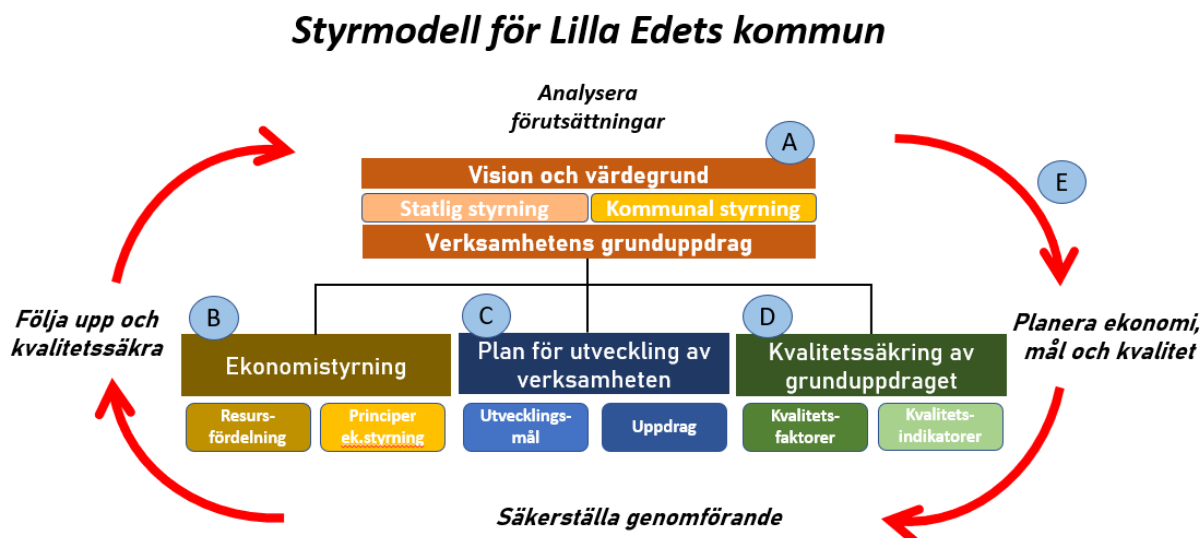 Styrmodell för Lilla Edets kommun
Analysera
förutsättningar
A
Vision och värdegrund
E
Statlig styrning
Kommunal styrning
Verksamhetens grunduppdrag
Följa upp och
kvalitetssäkra
B
C
D
Planera ekonomi,
mål och kvalitet
Ekonomistyrning
Plan för utveckling av
verksamheten
Kvalitetssäkring av
grunduppdraget
Resurs-
fördelning
Principer
ek.styrning
Utvecklings-
mål
Uppdrag
Kvalitets-
faktorer
Kvalitets-
indikatorer
Säkerställa genomförande